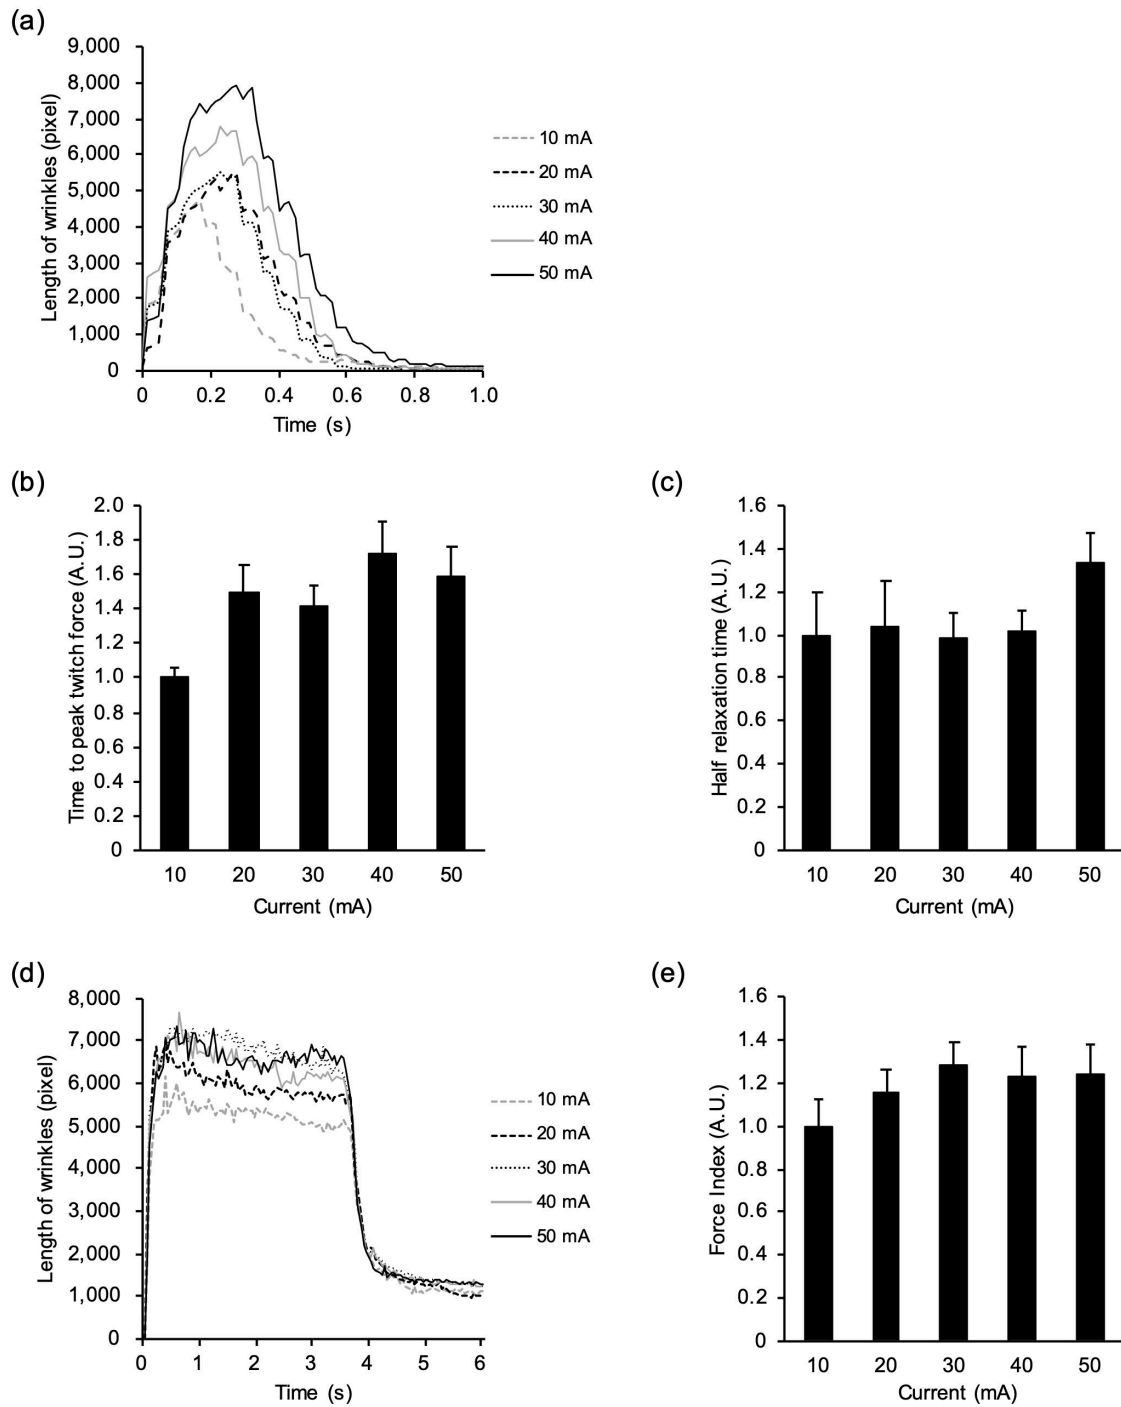 (a)
Length of wrinkles (pixel)
9,000
8,000
7,000
6,000
5,000
4,000
3,000
2,000
1,000
0
0 0.2 0.4 0.6 0.8 1.0
Time (s)
10 mA
20 mA
30 mA
40 mA
50 mA
(b)
Time to peak twitch force (A.U.)
2.0
1.8
1.6
1.4
1.2
1.0
0.8
0.6
0.4
0.2
0
10 20 30 40 50
Current (mA)
(c)
Half relaxation time (A.U.)
1.6
1.4
1.2
1.0
0.8
0.6
0.4
0.2
0
10 20 30 40 50
Current (mA)
(d)
Length of wrinkles (pixel)
8,000
7,000
6,000
5,000
4,000
3,000
2,000
1,000
0
0 1 2 3 4 5 6
Time (s)
10 mA
20 mA
30 mA
40 mA
50 mA
(e)
Force Index (A.U.)
1.6
1.4
1.2
1.0
0.8
0.6
0.4
0.2
0
10 20 30 40 50
Current (mA)